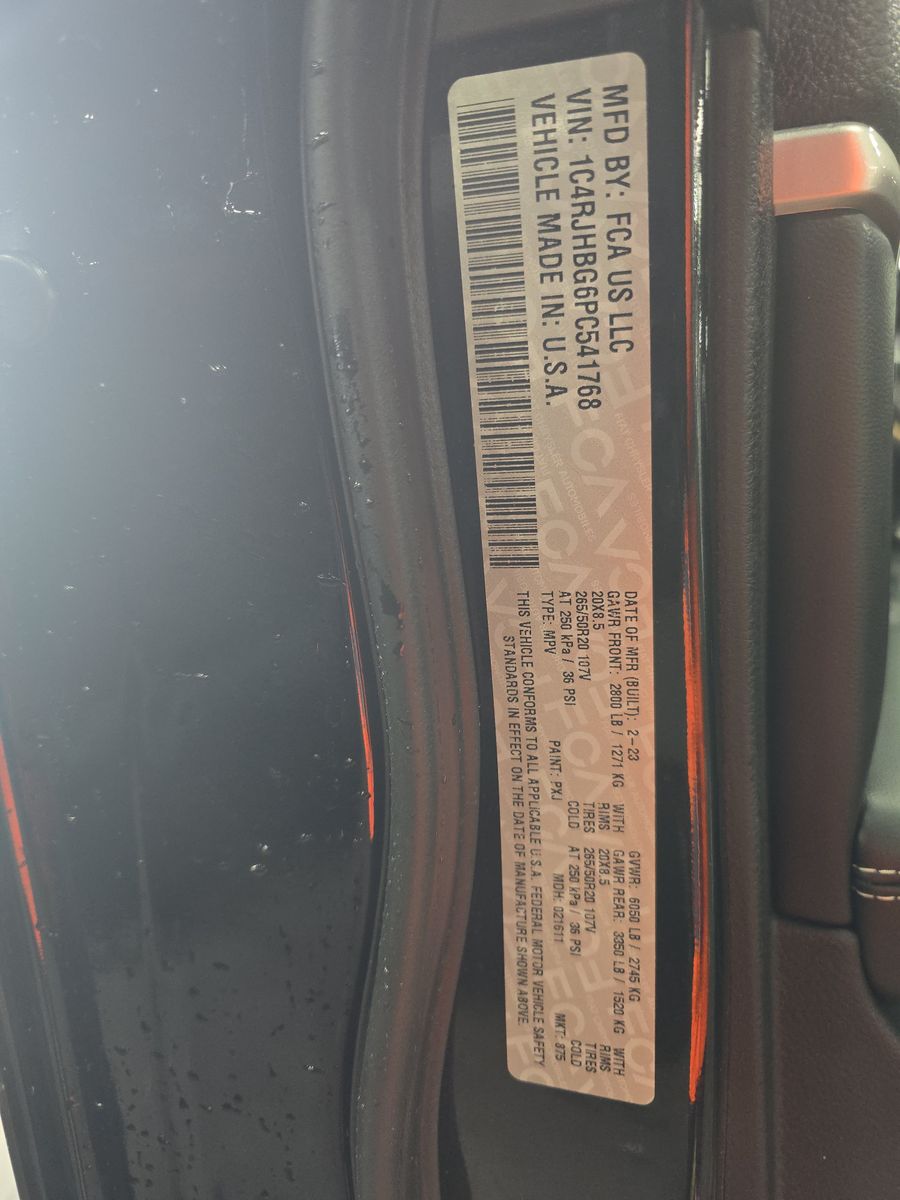 MFD BY: FCA US LLC
VIN: 1C4RJHBG6PC541768
VEHICLE MADE IN: U.S.A.
DATE OF MFR (BUILT): 2-23 GVWR: 6050 LB / 2745 KG
GAWR FRONT: 2800 LB / 1271 KG WITH GAWR REAR: 3350 LB / 1520 KG WITH
20X8.5 RIMS 20X8.5 RIMS
265/50R20 107V TIRES 265/50R20 107V TIRES
AT 250 kPa / 36 PSI COLD AT 250 kPa / 36 PSI COLD
TYPE: MPV PAINT: PXJ MDH: 021611 MKT: 875
THIS VEHICLE CONFORMS TO ALL APPLICABLE U.S.A. FEDERAL MOTOR VEHICLE SAFETY
STANDARDS IN EFFECT ON THE DATE OF MANUFACTURE SHOWN ABOVE.